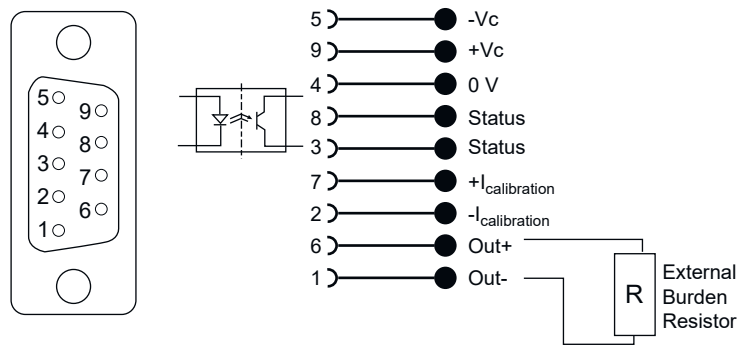 5 -Vc
9 +Vc
4 0 V
8 Status
3 Status
7 +Icalibration
2 -Icalibration
6 Out+
1 Out-
5
9
4
8
3
7
2
6
1
R
External
Burden
Resistor